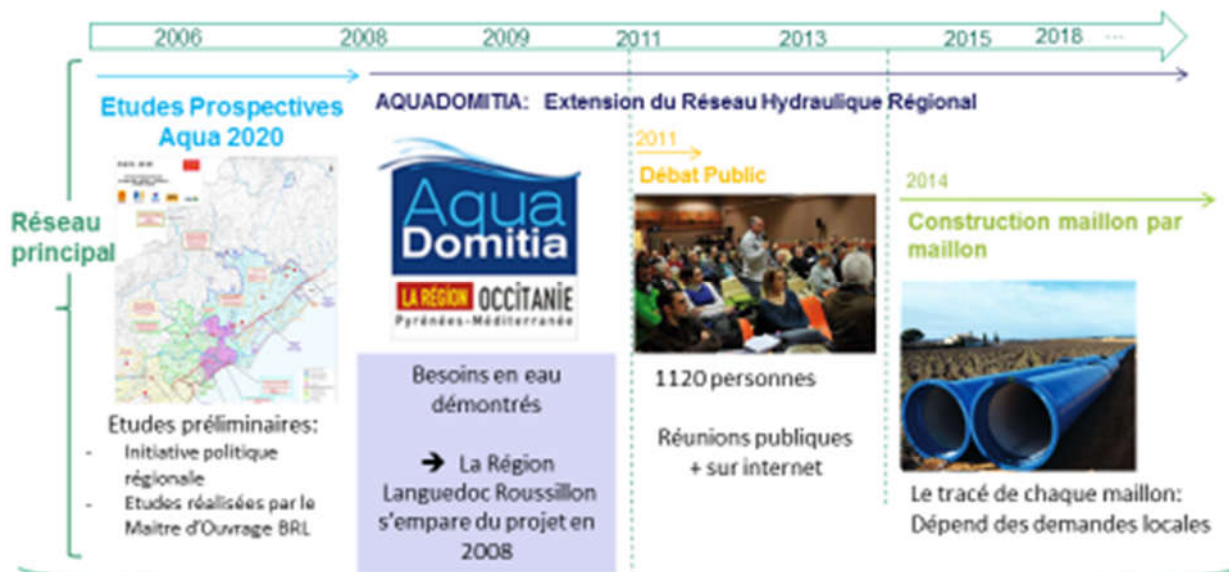 2006 2008 2009 2011 2013 2015 2018 ...
Etudes Prospectives
Aqua 2020
AQUADOMITIA: Extension du Réseau Hydraulique Régional
2011
Débat Public
2014
Construction maillon par
maillon
Réseau
principal
Aqua
Domitia
LA RÉGION OCCITANIE
Pyrénées-Méditerranée
Etudes préliminaires:
- Initiative politique
régionale
- Etudes réalisées par le
Maitre d'Ouvrage BRL
Besoins en eau
démontrés
➔ La Région
Languedoc Roussillon
s'empare du projet en
2008
1120 personnes
Réunions publiques
+ sur internet
Le tracé de chaque maillon:
Dépend des demandes locales